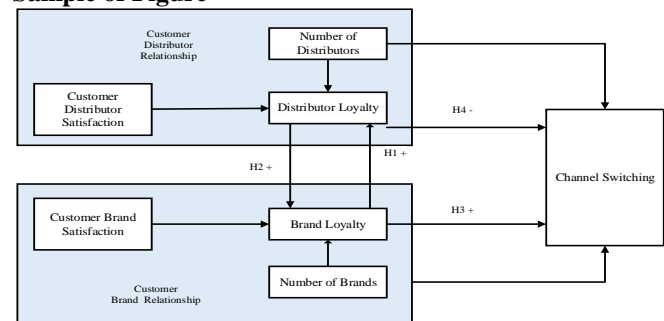 Sample of Figure
Customer
Distributor
Relationship
Number of
Distributors
Customer
Distributor
Satisfaction
Distributor Loyalty
H4 -
H1 +
H2 +
Channel Switching
Customer Brand
Satisfaction
Brand Loyalty
H3 +
Number of Brands
Customer
Brand Relationship